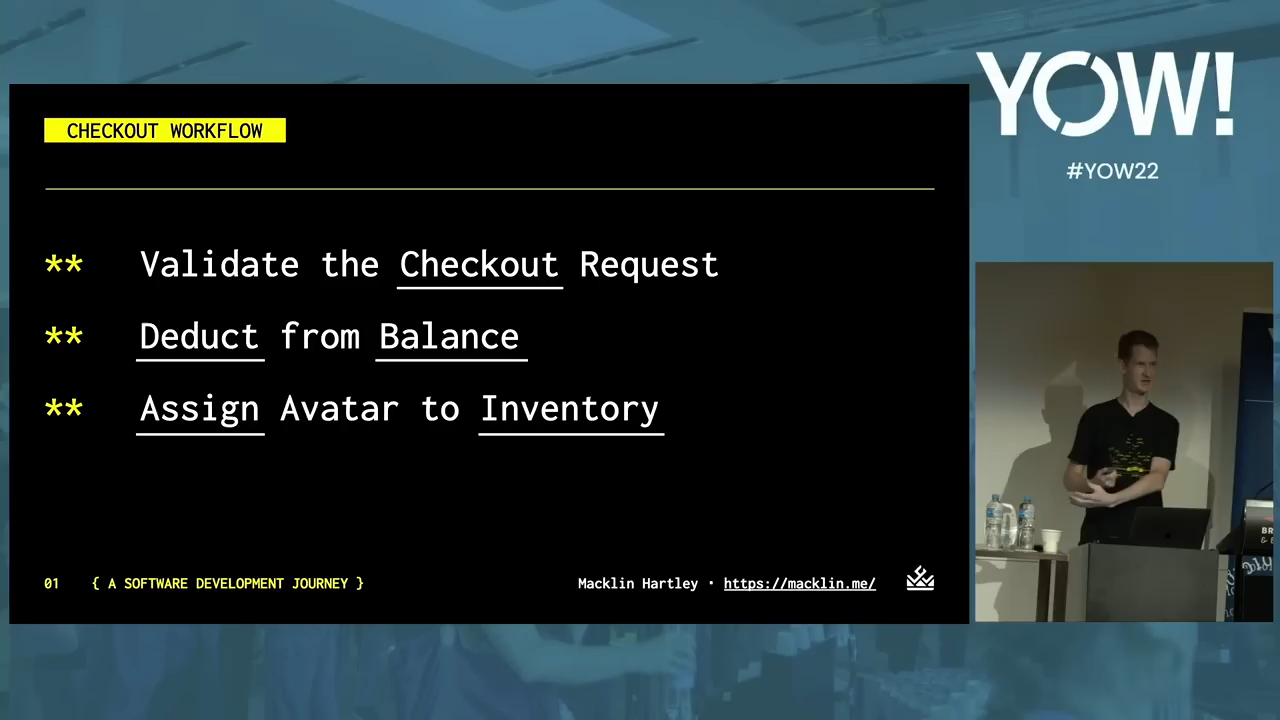 YOW!
#YOW22
CHECKOUT WORKFLOW
** Validate the Checkout Request
** Deduct from Balance
** Assign Avatar to Inventory
01 { A SOFTWARE DEVELOPMENT JOURNEY }
Macklin Hartley • https://macklin.me/
BR